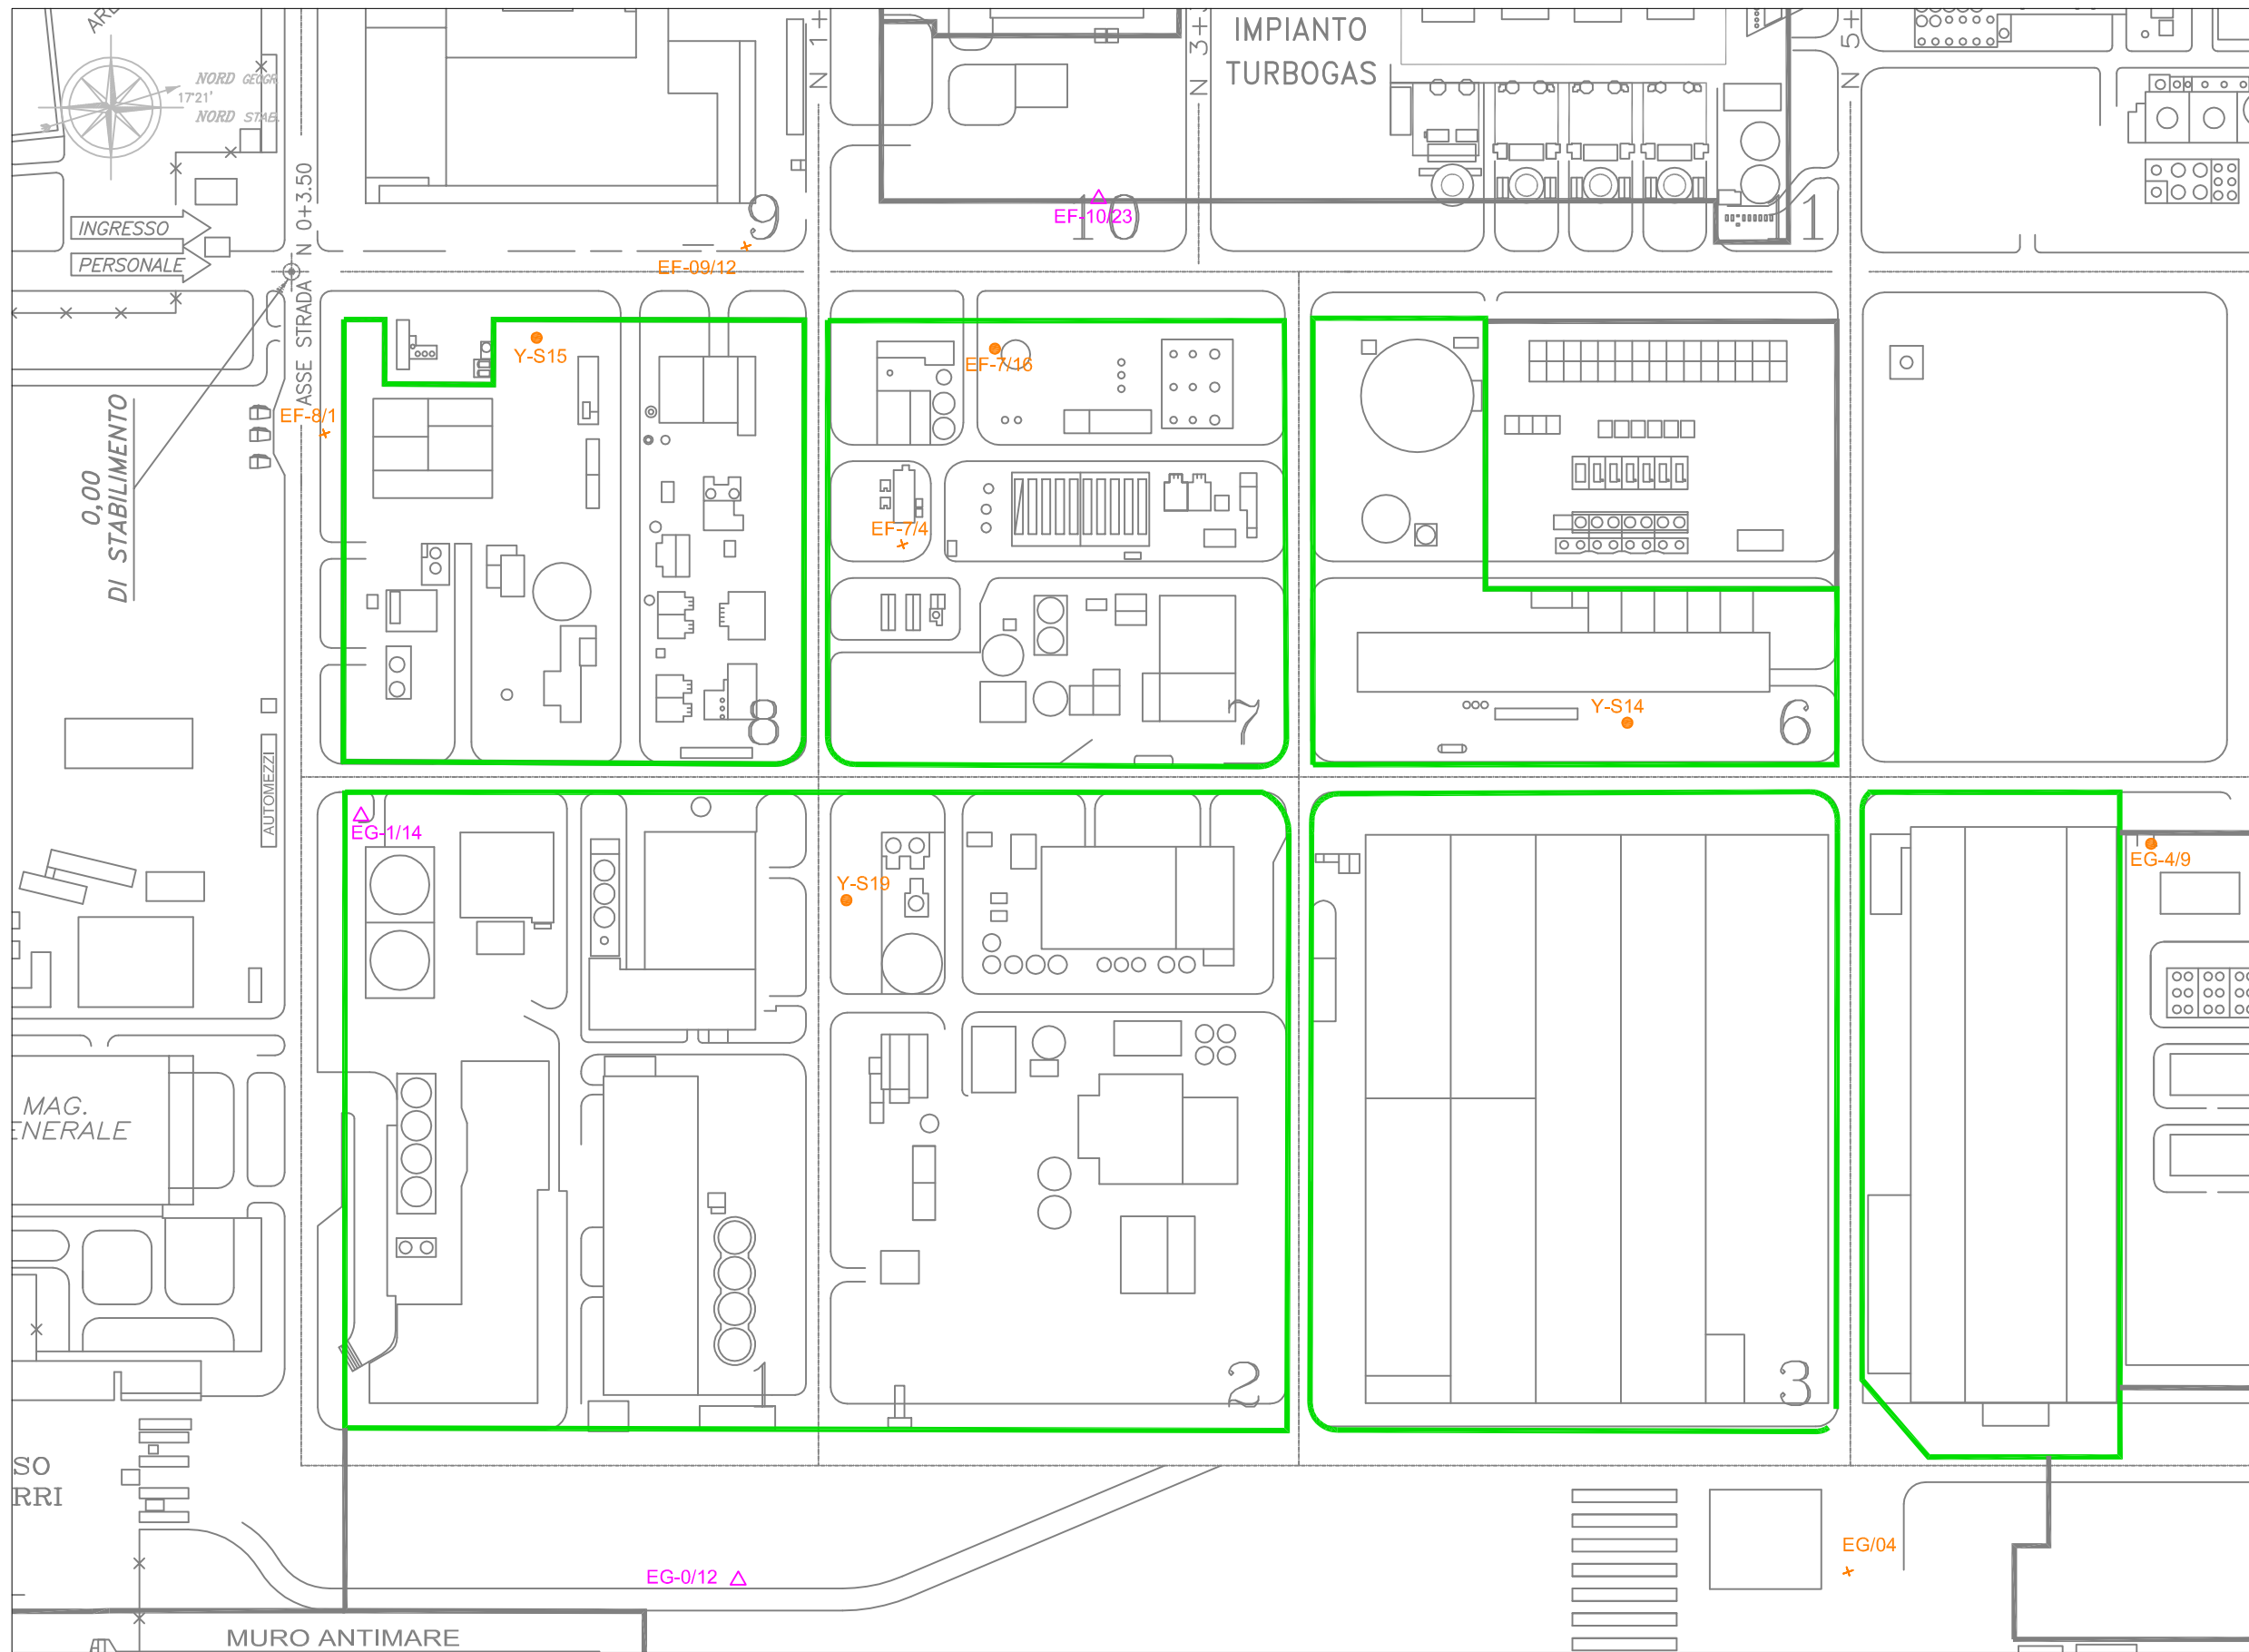 NORD GEOGR
17°21'
NORD STAB.
INGRESSO
PERSONALE
ASSE STRADA N 0+3.50
N 1+
N 3+
N 5+
IMPIANTO
TURBOGAS
9
10
11
EF-10/23
EF-09/12
Y-S15
EF-8/1
EF-7/16
EF-7/4
0,00
DI STABILIMENTO
Y-S14
8
7
6
AUTOMEZZI
EG-1/14
Y-S19
EG-4/9
MAG.
ENERALE
1
2
3
SO
RRI
EG/04
EG-0/12
MURO ANTIMARE